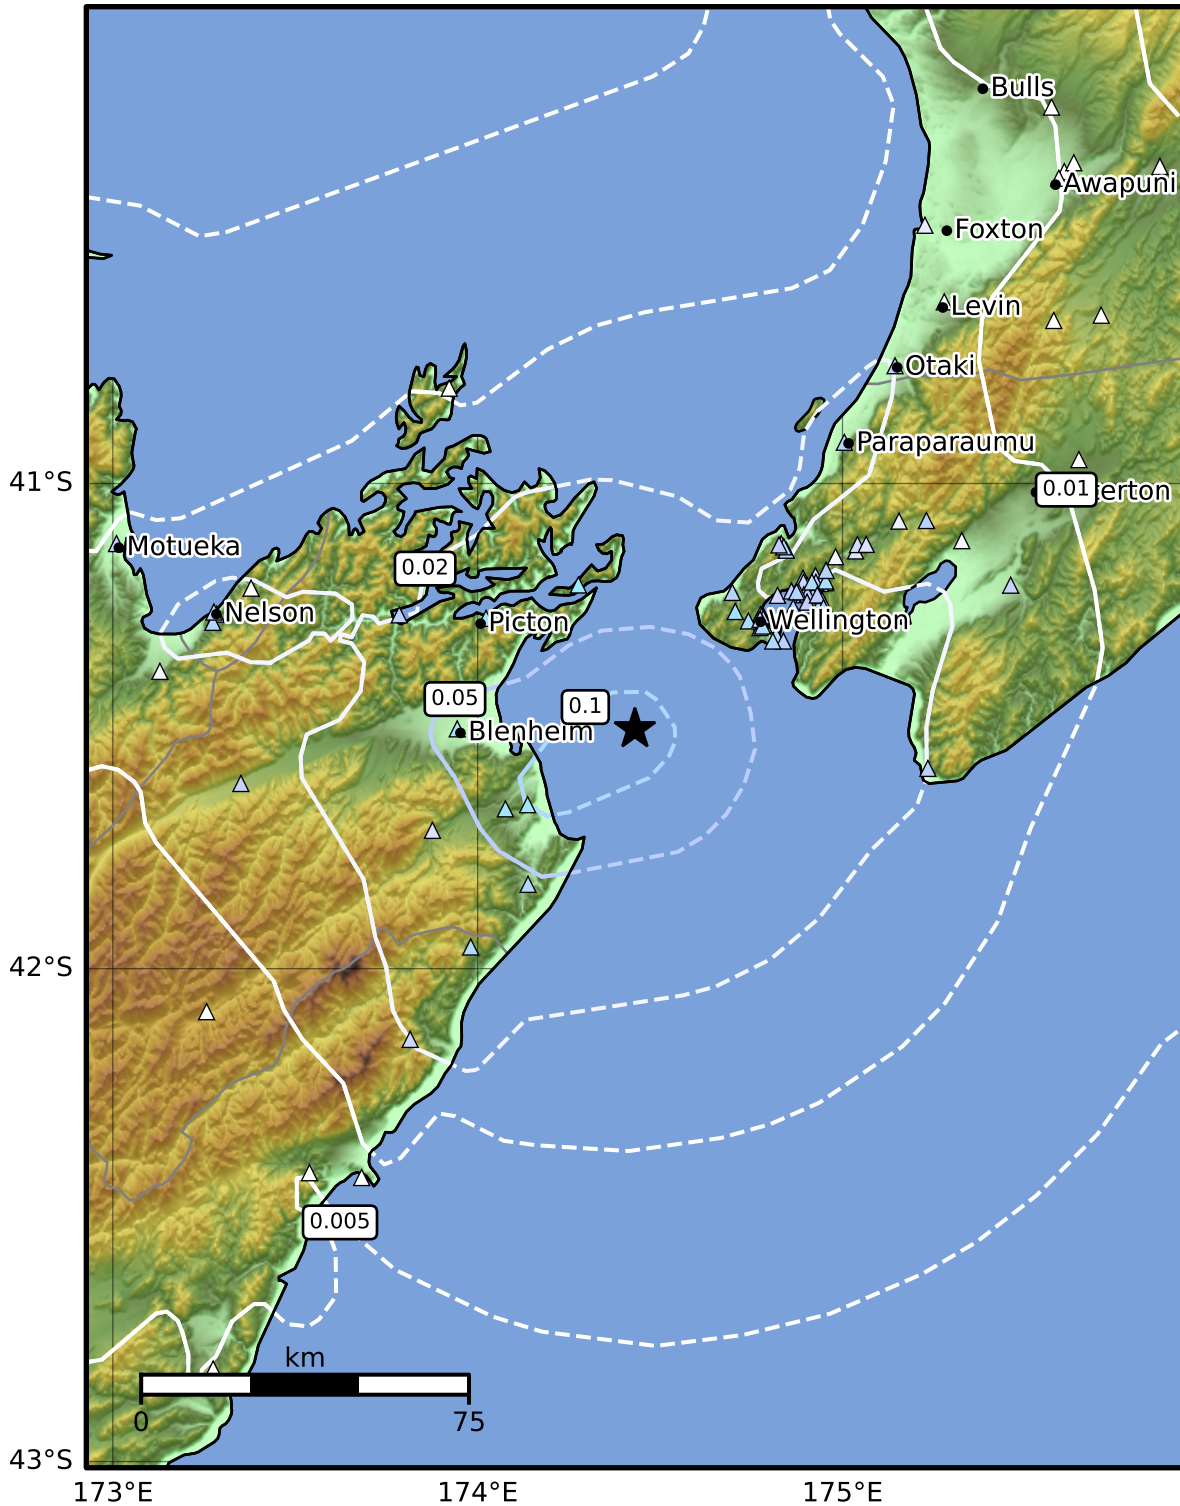 Bulls
Awapuni
Foxton
Levin
Otaki
Paraparaumu
41°S
0.01
erton
Motueka
0.02
Nelson
Picton
Wellington
0.05
0.1
Blenheim
42°S
0.005
km
0
75
43°S
173°E
174°E
175°E